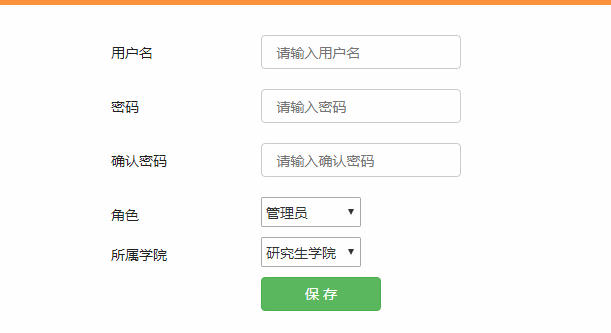 用户名 请输入用户名
密码 请输入密码
确认密码 请输入确认密码
角色 管理员
所属学院 研究生学院
保 存